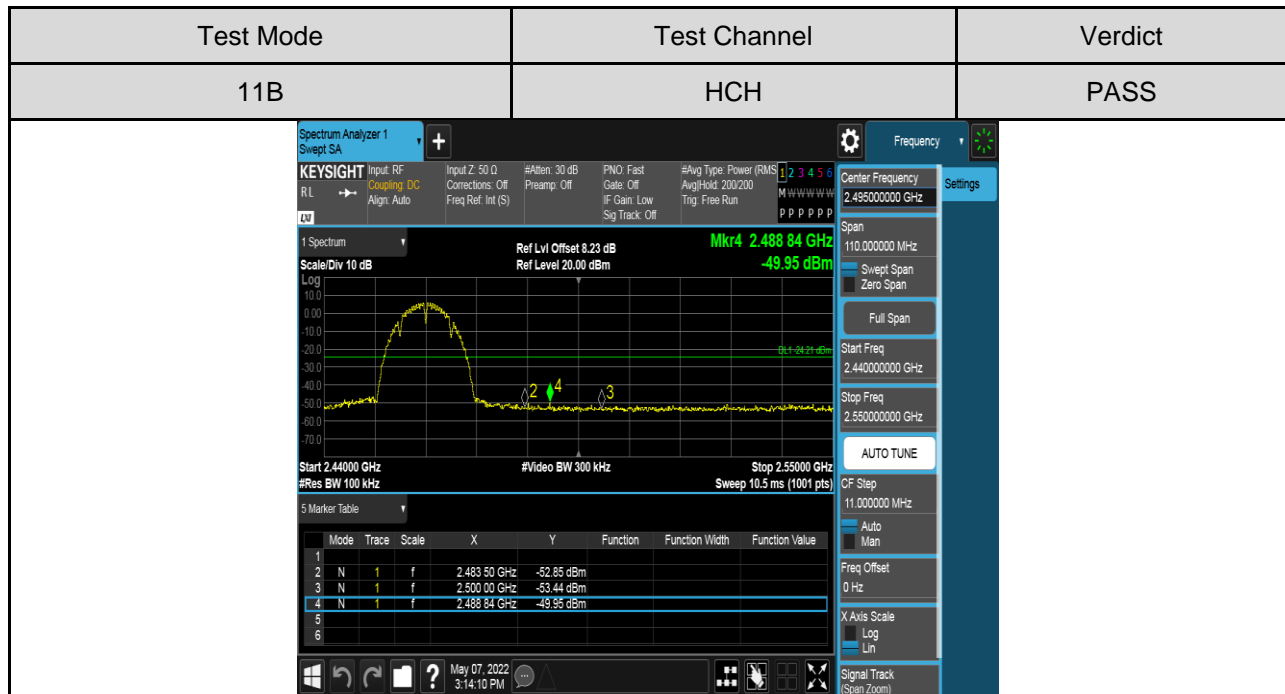 Test Mode Test Channel Verdict
11B HCH PASS
Spectrum Analyzer 1
Swept SA
+
Frequency
KEYSIGHT Input: RF Input Z: 50 Ω #Atten: 30 dB PNO: Fast #Avg Type: Power (RMS 1 2 3 4 5 6
RL Coupling: DC Corrections: Off Preamp: Off Gate: Off Avg|Hold: 200/200 M W W W W W
Align: Auto Freq Ref: Int (S) IF Gain: Low Trig: Free Run
Sig Track: Off P P P P P P
LXI
1 Spectrum
Ref Lvl Offset 8.23 dB
Mkr4 2.488 84 GHz
Scale/Div 10 dB Ref Level 20.00 dBm -49.95 dBm
Log
10.0
0.00
-10.0
-20.0
DL1 -24.21 dBm
-30.0
-40.0
2 4 3
-50.0
-60.0
-70.0
Start 2.44000 GHz #Video BW 300 kHz Stop 2.55000 GHz
#Res BW 100 kHz Sweep 10.5 ms (1001 pts)
5 Marker Table
Mode Trace Scale X Y Function Function Width Function Value
1
2 N 1 f 2.483 50 GHz -52.85 dBm
3 N 1 f 2.500 00 GHz -53.44 dBm
4 N 1 f 2.488 84 GHz -49.95 dBm
5
6
? May 07, 2022
3:14:10 PM
Center Frequency
2.495000000 GHz
Settings
Span
110.000000 MHz
Swept Span
Zero Span
Full Span
Start Freq
2.440000000 GHz
Stop Freq
2.550000000 GHz
AUTO TUNE
CF Step
11.000000 MHz
Auto
Man
Freq Offset
0 Hz
X Axis Scale
Log
Lin
Signal Track
(Span Zoom)